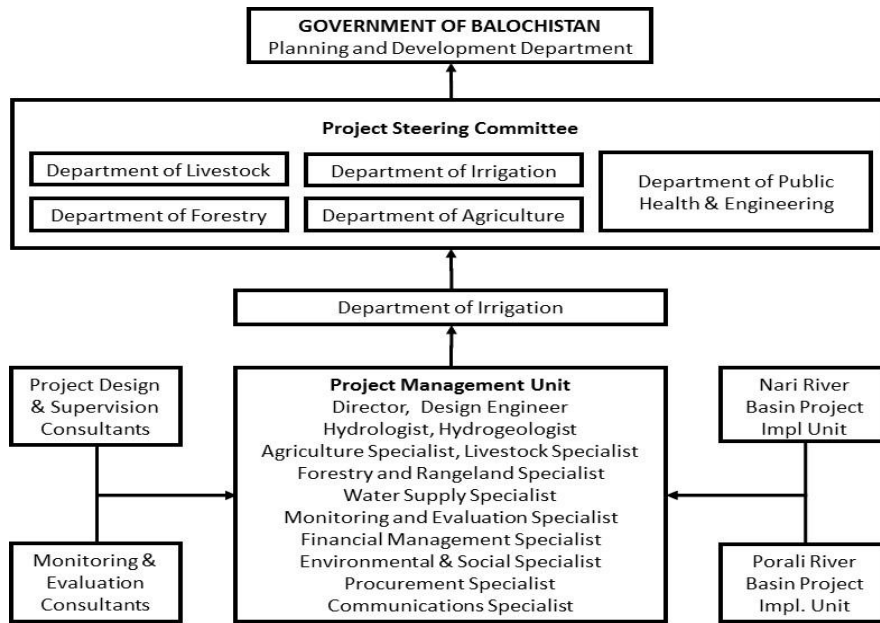 GOVERNMENT OF BALOCHISTAN
Planning and Development Department
Project Steering Committee
Department of Livestock
Department of Irrigation
Department of Public
Health & Engineering
Department of Forestry
Department of Agriculture
Department of Irrigation
Project Design
& Supervision
Consultants
Monitoring &
Evaluation
Consultants
Project Management Unit
Director, Design Engineer
Hydrologist, Hydrogeologist
Agriculture Specialist, Livestock Specialist
Forestry and Rangeland Specialist
Water Supply Specialist
Monitoring and Evaluation Specialist
Financial Management Specialist
Environmental & Social Specialist
Procurement Specialist
Communications Specialist
Nari River
Basin Project
Impl Unit
Porali River
Basin Project
Impl. Unit